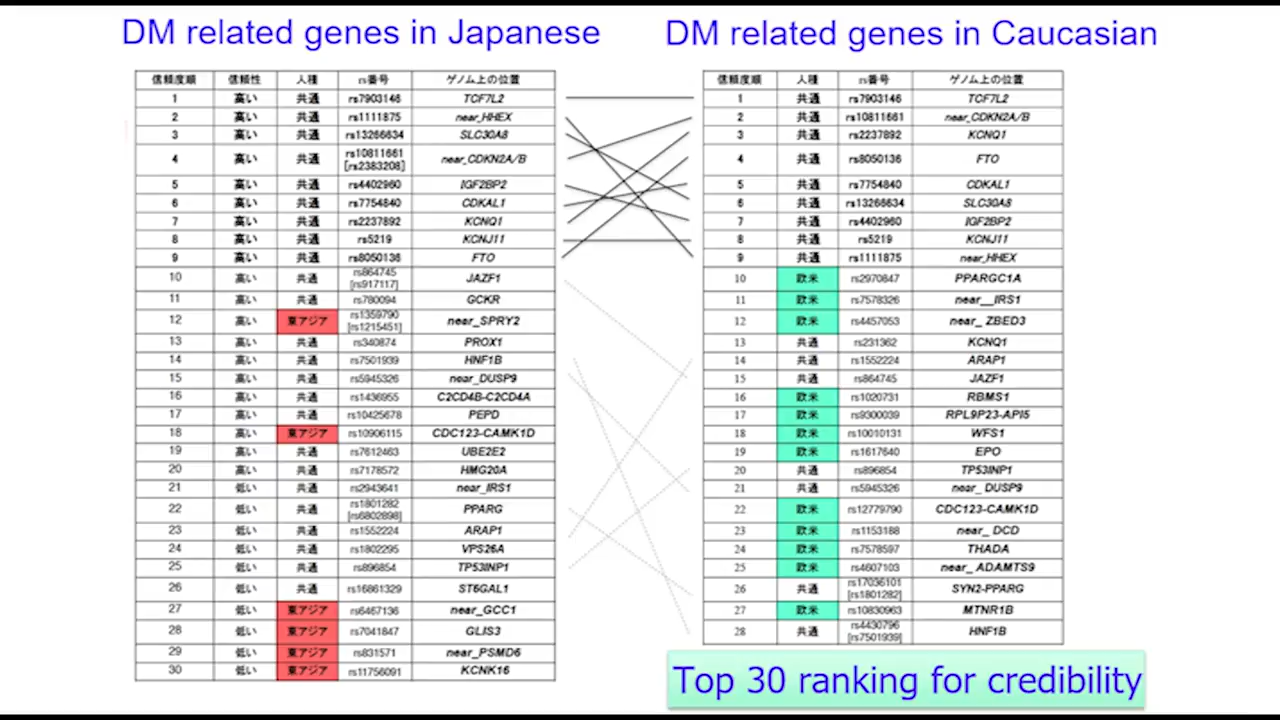 DM related genes in Japanese
信頼度順 信頼性 人種 rs番号 ゲノム上の位置
1 高い 共通 rs7903146 TCF7L2
2 高い 共通 rs1111875 near_HHEX
3 高い 共通 rs13266634 SLC30A8
4 高い 共通 rs10811661 [rs2383208] near_CDKN2A/B
5 高い 共通 rs4402960 IGF2BP2
6 高い 共通 rs7754840 CDKAL1
7 高い 共通 rs2237892 KCNQ1
8 高い 共通 rs5219 KCNJ11
9 高い 共通 rs8050136 FTO
10 高い 共通 rs864745 [rs917117] JAZF1
11 高い 共通 rs780094 GCKR
12 高い 東アジア rs1359790 [rs1215451] near_SPRY2
13 高い 共通 rs340874 PROX1
14 高い 共通 rs7501939 HNF1B
15 高い 共通 rs5945326 near_DUSP9
16 高い 共通 rs1436955 C2CD4B-C2CD4A
17 高い 共通 rs10425678 PEPD
18 高い 東アジア rs10906115 CDC123-CAMK1D
19 高い 共通 rs7612463 UBE2E2
20 高い 共通 rs7178572 HMG20A
21 低い 共通 rs2943641 near_IRS1
22 低い 共通 rs1801282 [rs6802898] PPARG
23 低い 共通 rs1552224 ARAP1
24 低い 共通 rs1802295 VPS26A
25 低い 共通 rs896854 TP53INP1
26 低い 共通 rs16861329 ST6GAL1
27 低い 東アジア rs6467136 near_GCC1
28 低い 東アジア rs7041847 GLIS3
29 低い 東アジア rs831571 near_PSMD6
30 低い 東アジア rs11756091 KCNK16
DM related genes in Caucasian
信頼度順 人種 rs番号 ゲノム上の位置
1 共通 rs7903146 TCF7L2
2 共通 rs10811661 near_CDKN2A/B
3 共通 rs2237892 KCNQ1
4 共通 rs8050136 FTO
5 共通 rs7754840 CDKAL1
6 共通 rs13266634 SLC30A8
7 共通 rs4402960 IGF2BP2
8 共通 rs5219 KCNJ11
9 共通 rs1111875 near_HHEX
10 欧米 rs2970847 PPARGC1A
11 欧米 rs7578326 near__IRS1
12 欧米 rs4457053 near_ ZBED3
13 共通 rs231362 KCNQ1
14 共通 rs1552224 ARAP1
15 共通 rs864745 JAZF1
16 欧米 rs1020731 RBMS1
17 欧米 rs9300039 RPL9P23-API5
18 欧米 rs10010131 WFS1
19 欧米 rs1617640 EPO
20 共通 rs896854 TP53INP1
21 共通 rs5945326 near_ DUSP9
22 欧米 rs12779790 CDC123-CAMK1D
23 欧米 rs1153188 near_ DCD
24 欧米 rs7578597 THADA
25 欧米 rs4607103 near_ ADAMTS9
26 共通 rs17036101 [rs1801282] SYN2-PPARG
27 欧米 rs10830963 MTNR1B
28 共通 rs4430796 [rs7501939] HNF1B
Top 30 ranking for credibility